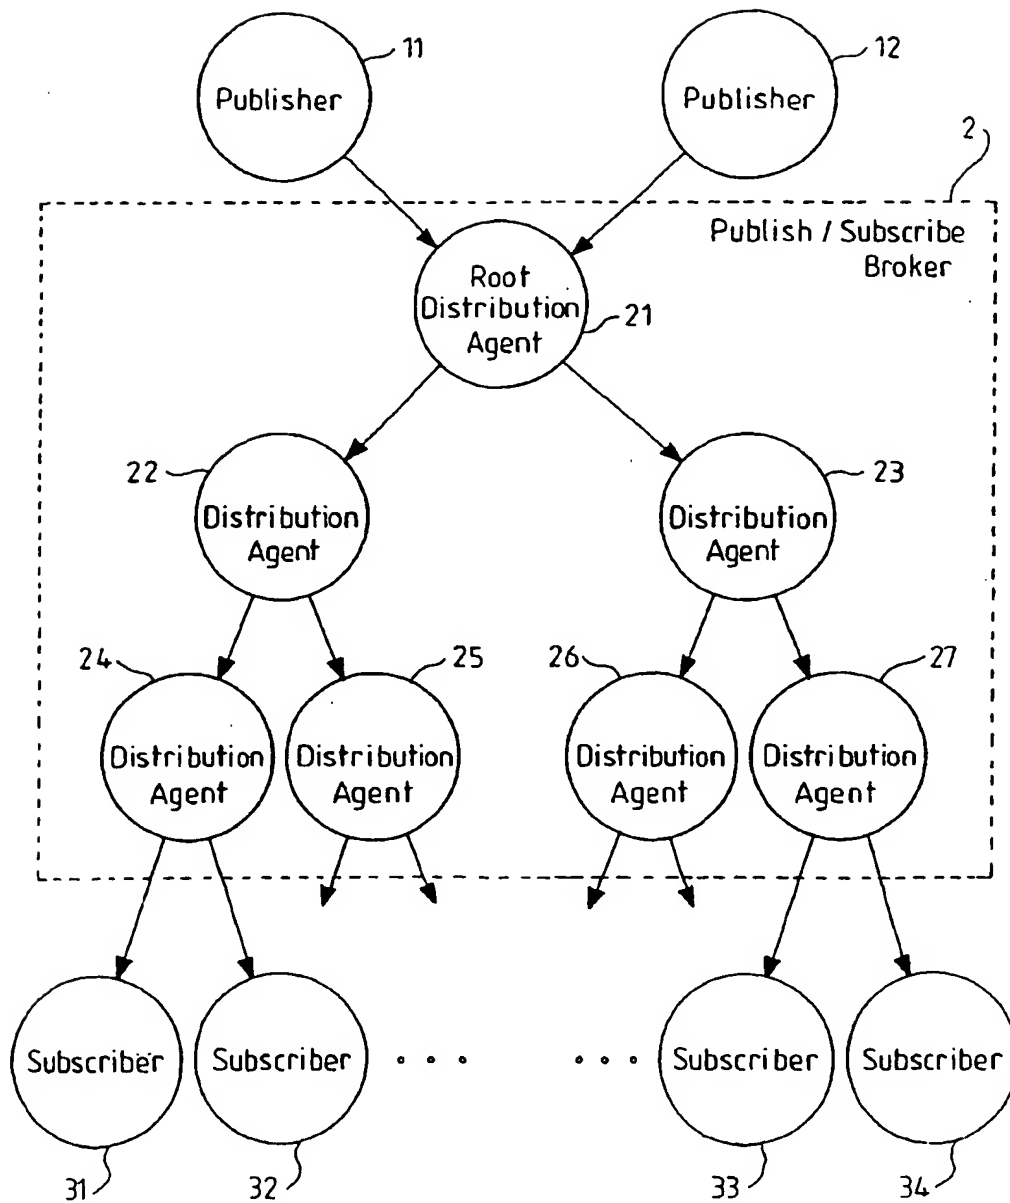 11
12
Publisher
Publisher
2
Publish / Subscribe
Broker
Root
Distribution
Agent
21
22
23
Distribution
Agent
Distribution
Agent
24
25
26
27
Distribution
Agent
Distribution
Agent
Distribution
Agent
Distribution
Agent
Subscriber
Subscriber
Subscriber
Subscriber
31
32
33
34